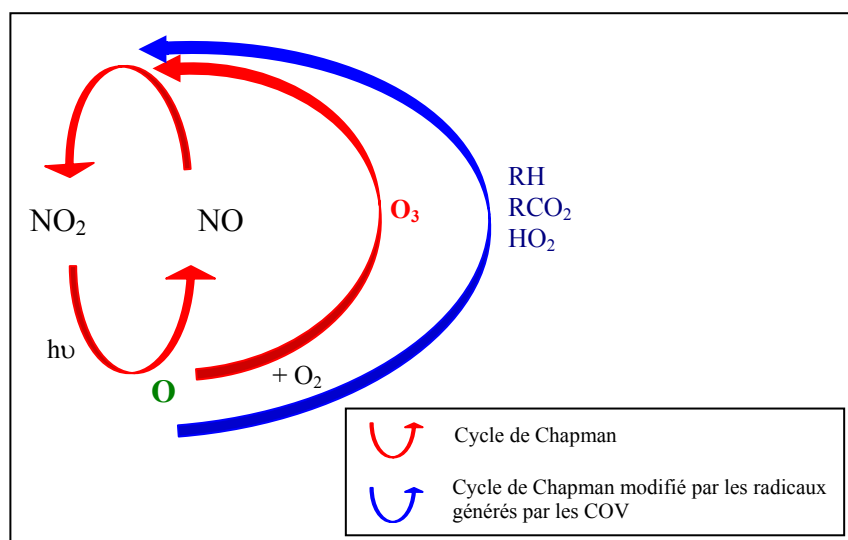 RH
RCO₂
HO₂
O₃
NO₂
NO
hυ
O
+ O₂
Cycle de Chapman
Cycle de Chapman modifié par les radicaux
générés par les COV